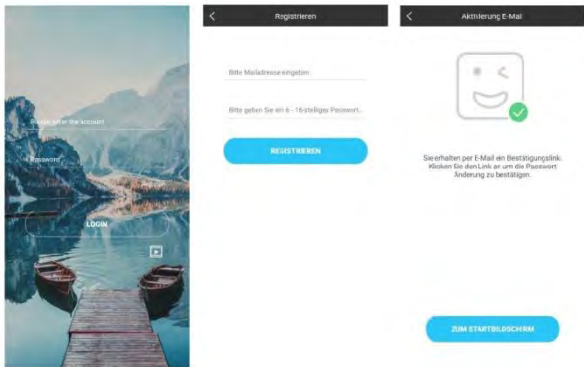 Please enter the account
Password
LOGIN
Registrieren
Bitte Mailadresse eingeben
Bitte geben Sie ein 6 - 16-stelliges Passwort...
REGISTRIEREN
Aktivierung E-Mail
Sie erhalten per E-Mail ein Bestätigungslink.
Klicken Sie den Link an um die Passwort
Änderung zu bestätigen.
ZUM STARTBILDSCHIRM